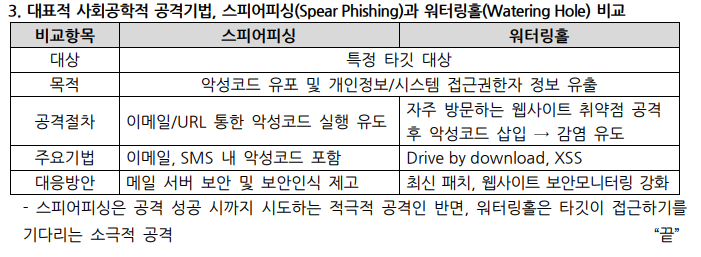 3. 대표적 사회공학적 공격기법, 스피어피싱(Spear Phishing)과 워터링홀(Watering Hole) 비교
비교항목 스피어피싱 워터링홀
대상 특정 타깃 대상
목적 악성코드 유포 및 개인정보/시스템 접근권한자 정보 유출
공격절차 이메일/URL 통한 악성코드 실행 유도 자주 방문하는 웹사이트 취약점 공격
후 악성코드 삽입 → 감염 유도
주요기법 이메일, SMS 내 악성코드 포함 Drive by download, XSS
대응방안 메일 서버 보안 및 보안인식 제고 최신 패치, 웹사이트 보안모니터링 강화
- 스피어피싱은 공격 성공 시까지 시도하는 적극적 공격인 반면, 워터링홀은 타깃이 접근하기를
기다리는 소극적 공격 “끝”